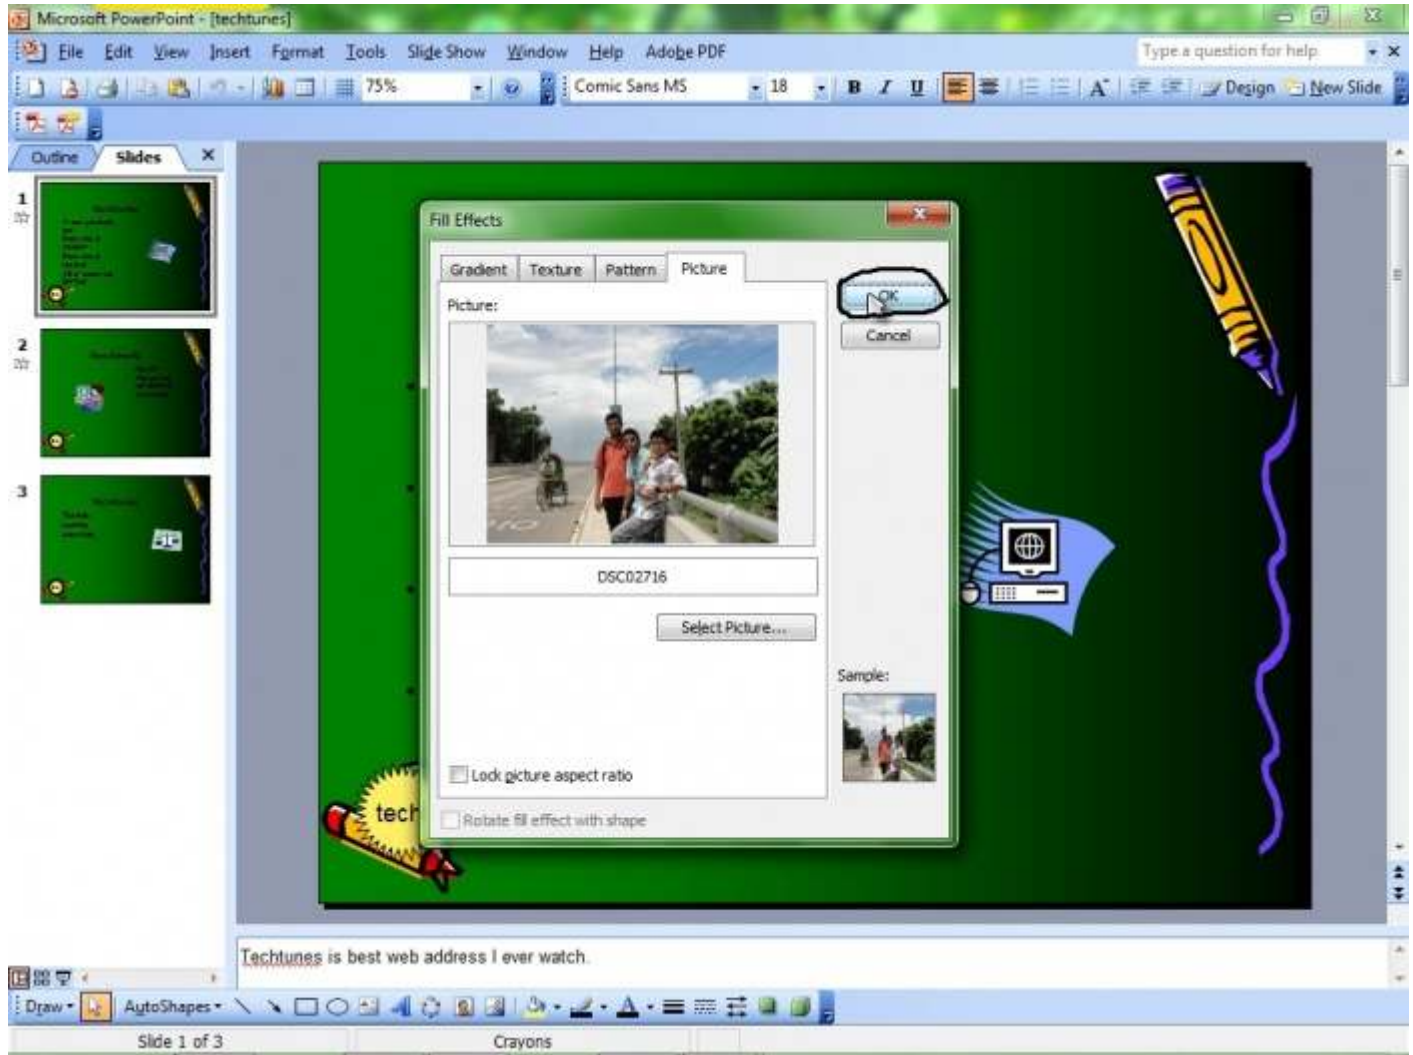 Microsoft PowerPoint - [techtunes]
File Edit View Insert Format Tools Slide Show Window Help Adobe PDF
Type a question for help
75%
Comic Sans MS
18
B I U
A
Design
New Slide
Outline
Slides
1
2
3
Fill Effects
Gradient
Texture
Pattern
Picture
Picture:
OK
Cancel
DSC02716
Select Picture...
Sample:
Lock picture aspect ratio
Rotate fill effect with shape
tech
Techtunes is best web address I ever watch.
Draw
AutoShapes
A
Slide 1 of 3
Crayons